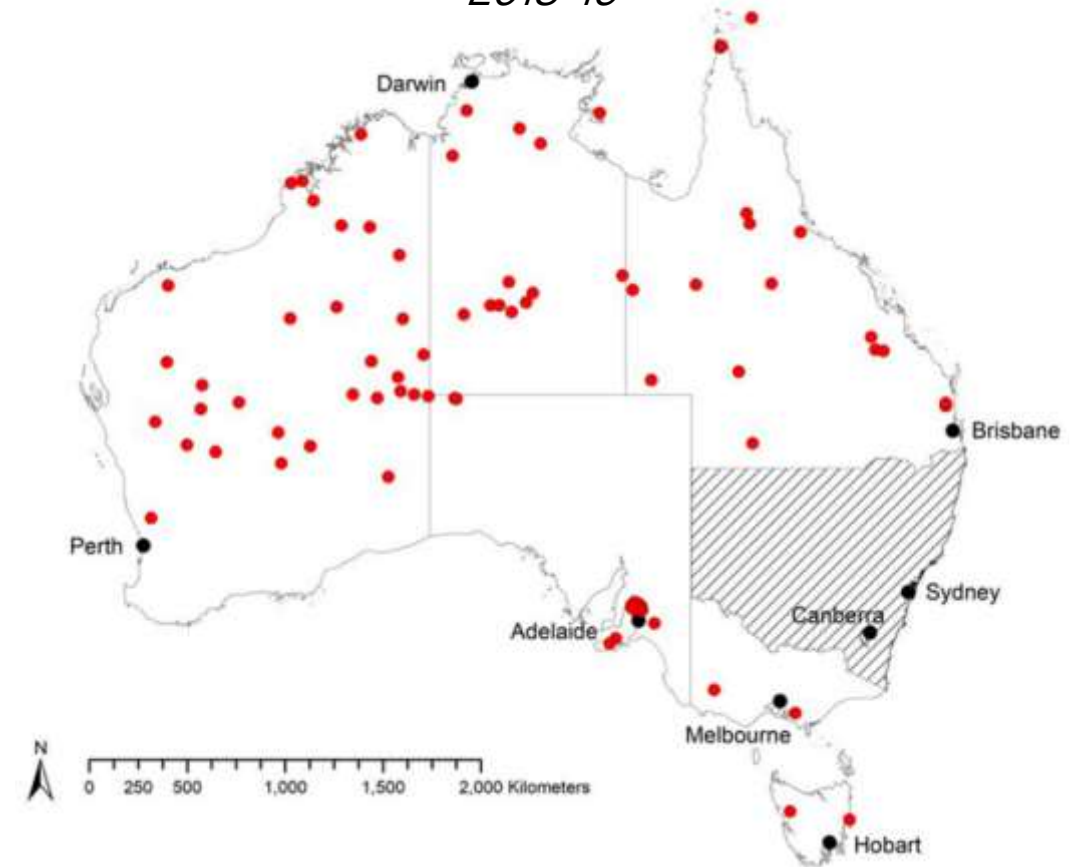 Darwin
Brisbane
Perth
Sydney
Canberra
Adelaide
Melbourne
N
0 250 500 1,000 1,500 2,000 Kilometers
Hobart